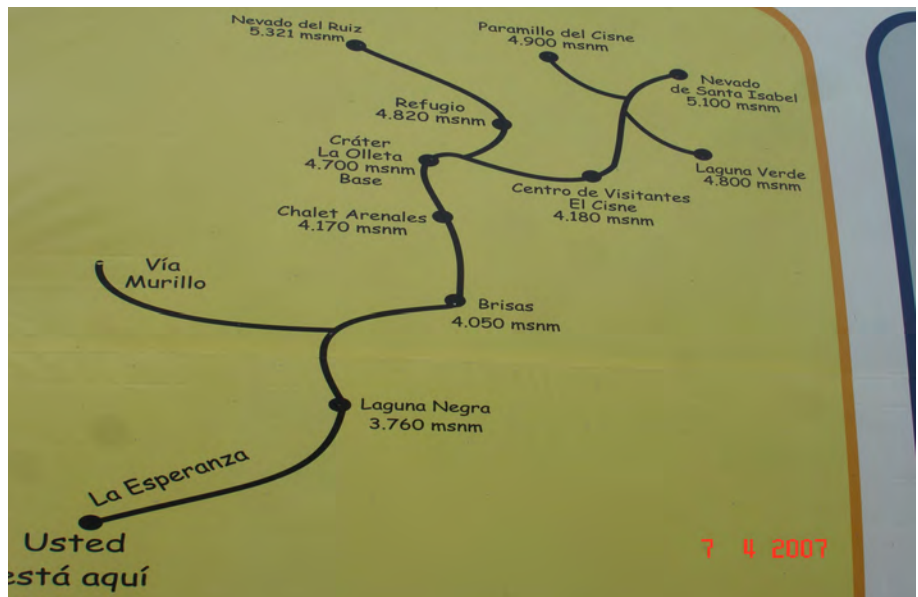 Nevado del Ruiz
5.321 msnm
Paramillo del Cisne
4.900 msnm
Nevado
de Santa Isabel
5.100 msnm
Refugio
4.820 msnm
Cráter
La Olleta
4.700 msnm
Base
Laguna Verde
4.800 msnm
Centro de Visitantes
El Cisne
4.180 msnm
Chalet Arenales
4.170 msnm
Vía
Murillo
Brisas
4.050 msnm
Laguna Negra
3.760 msnm
La Esperanza
Usted
está aquí
7 4 2007